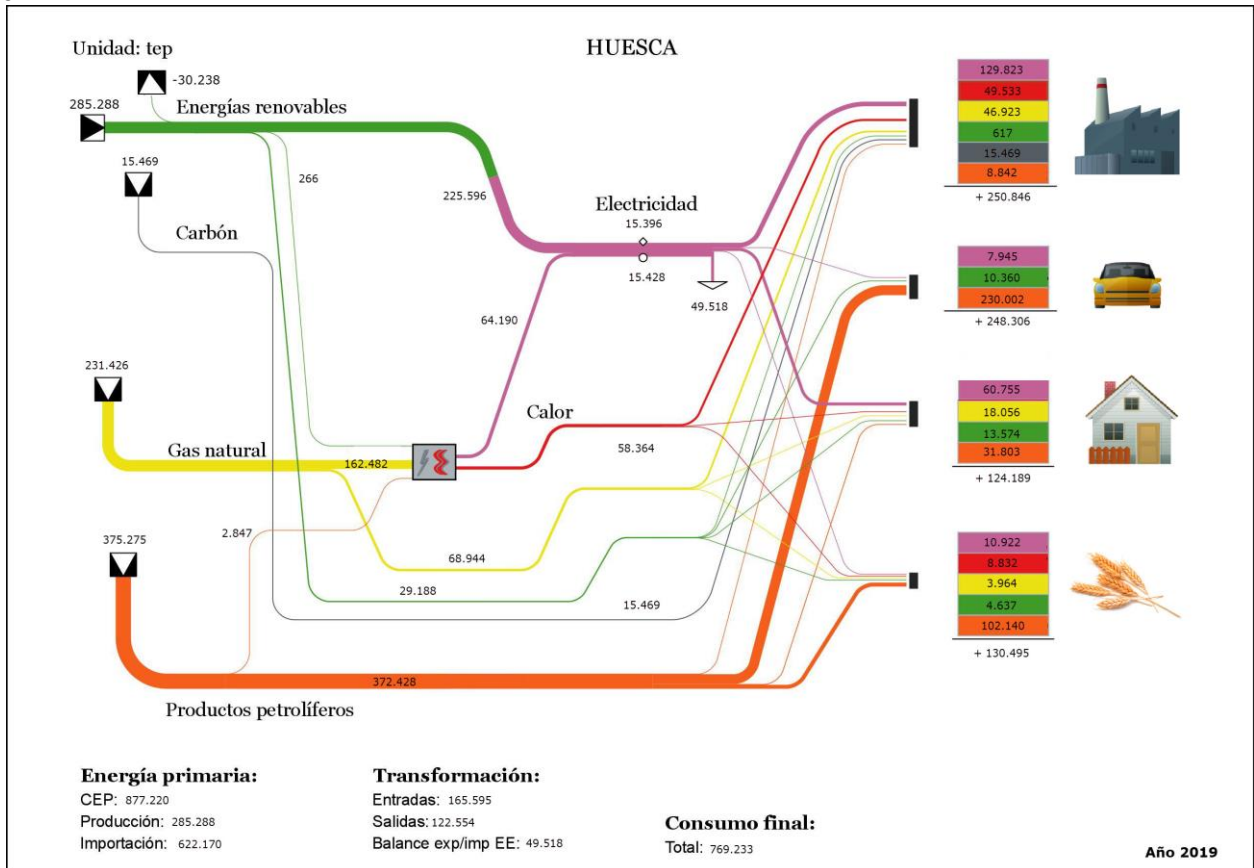 Unidad: tep
HUESCA
-30.238
285.288
Energías renovables
15.469
266
225.596
Carbón
Electricidad
15.396
15.428
49.518
64.190
231.426
Gas natural
162.482
Calor
58.364
2.847
375.275
68.944
29.188
15.469
372.428
Productos petrolíferos
129.823
49.533
46.923
617
15.469
8.842
+ 250.846
7.945
10.360
230.002
+ 248.306
60.755
18.056
13.574
31.803
+ 124.189
10.922
8.832
3.964
4.637
102.140
+ 130.495
Energía primaria:
CEP: 877.220
Producción: 285.288
Importación: 622.170
Transformación:
Entradas: 165.595
Salidas: 122.554
Balance exp/imp EE: 49.518
Consumo final:
Total: 769.233
Año 2019